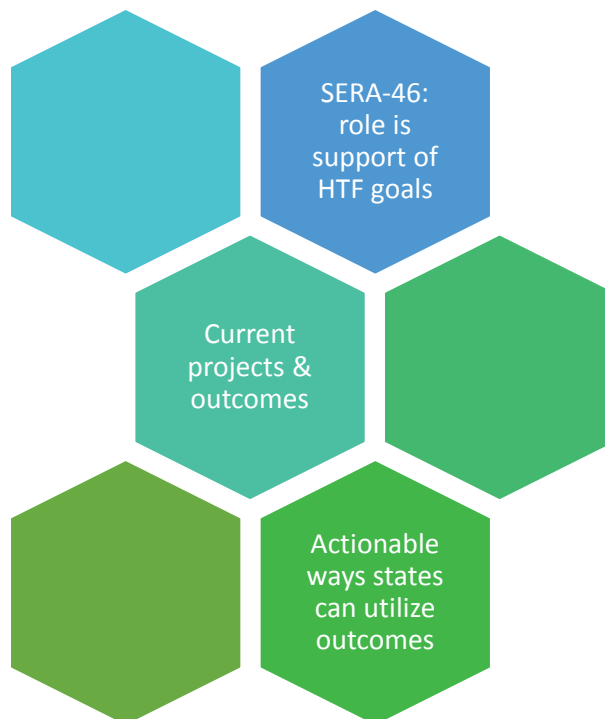 SERA-46:
role is
support of
HTF goals
Current
projects &
outcomes
Actionable
ways states
can utilize
outcomes